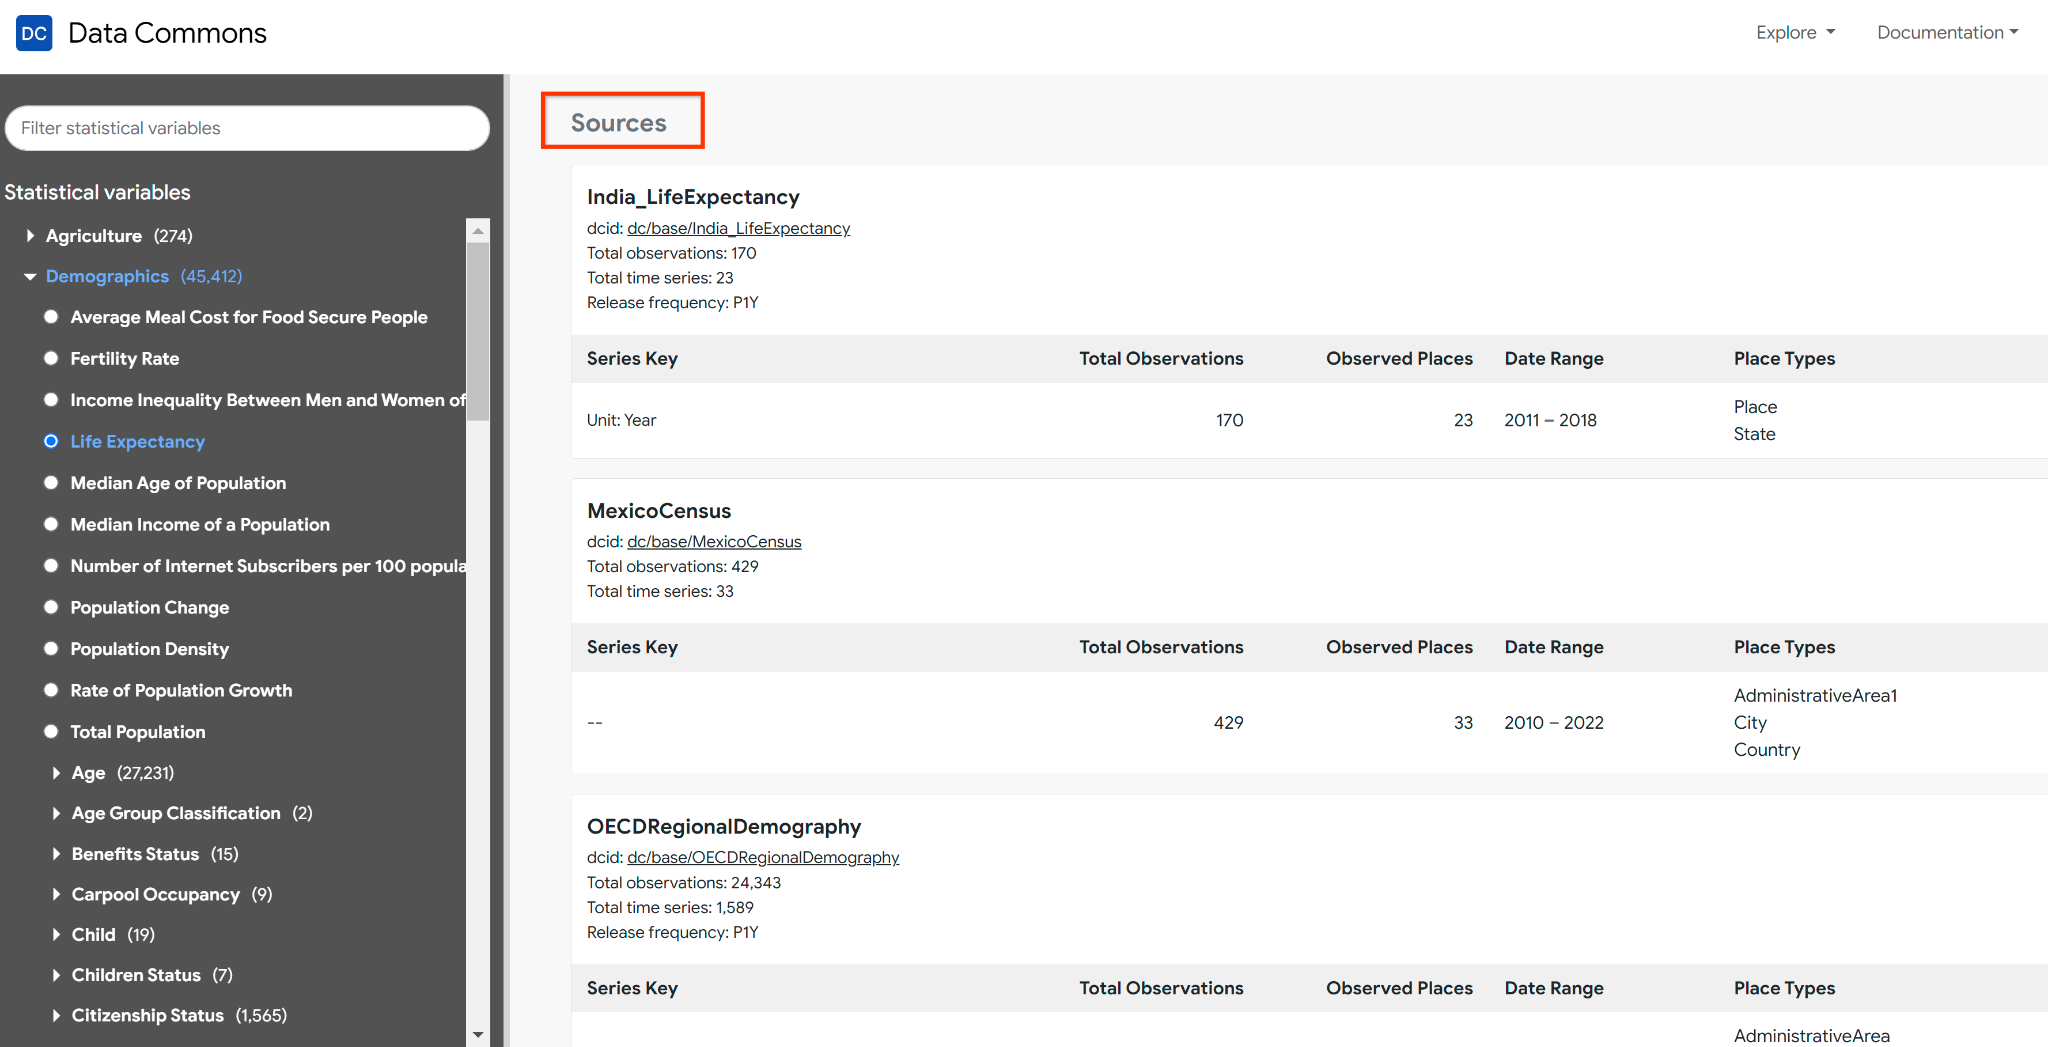 DC Data Commons
Explore
Documentation
Filter statistical variables
Statistical variables
Agriculture (274)
Demographics (45,412)
Average Meal Cost for Food Secure People
Fertility Rate
Income Inequality Between Men and Women of
Life Expectancy
Median Age of Population
Median Income of a Population
Number of Internet Subscribers per 100 popula
Population Change
Population Density
Rate of Population Growth
Total Population
Age (27,231)
Age Group Classification (2)
Benefits Status (15)
Carpool Occupancy (9)
Child (19)
Children Status (7)
Citizenship Status (1,565)
Sources
India_LifeExpectancy
dcid: dc/base/India_LifeExpectancy
Total observations: 170
Total time series: 23
Release frequency: P1Y
Series Key Total Observations Observed Places Date Range Place Types
Unit: Year 170 23 2011 – 2018 Place
State
MexicoCensus
dcid: dc/base/MexicoCensus
Total observations: 429
Total time series: 33
Series Key Total Observations Observed Places Date Range Place Types
-- 429 33 2010 – 2022 AdministrativeArea1
City
Country
OECDRegionalDemography
dcid: dc/base/OECDRegionalDemography
Total observations: 24,343
Total time series: 1,589
Release frequency: P1Y
Series Key Total Observations Observed Places Date Range Place Types
AdministrativeArea